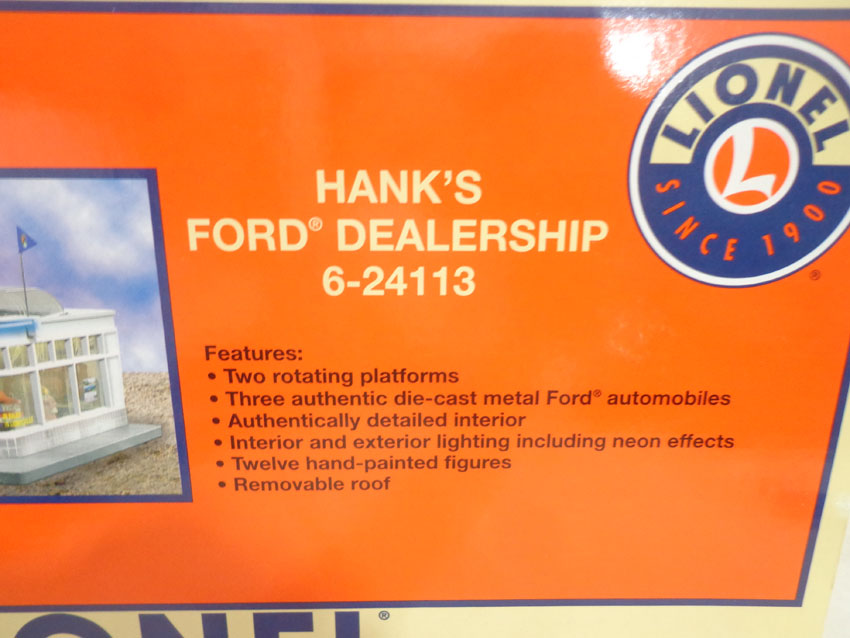 LIONEL
SINCE 1900
®
HANK'S
FORD® DEALERSHIP
6-24113
Features:
• Two rotating platforms
• Three authentic die-cast metal Ford® automobiles
• Authentically detailed interior
• Interior and exterior lighting including neon effects
• Twelve hand-painted figures
• Removable roof
ONEL®